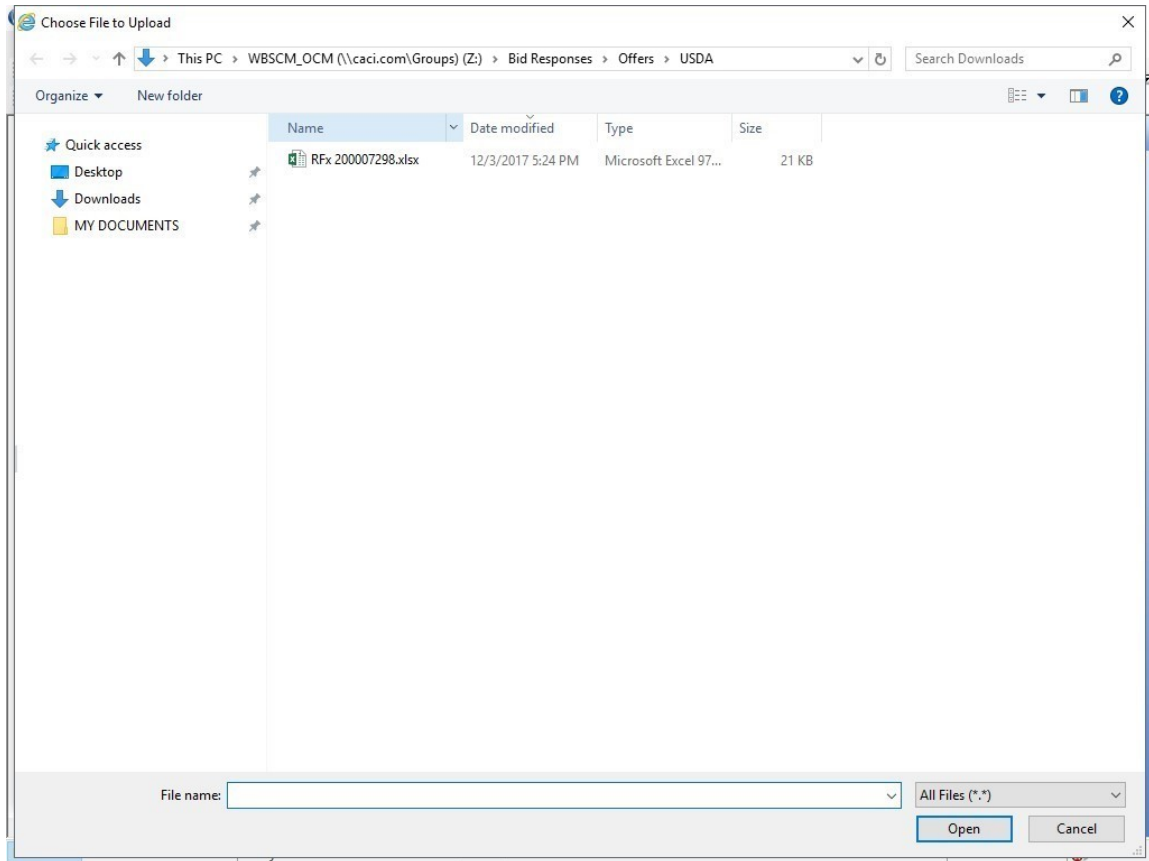 Choose File to Upload
This PC > WBSCM_OCM (\\caci.com\Groups) (Z:) > Bid Responses > Offers > USDA
Search Downloads
Organize New folder
Name Date modified Type Size
Quick access
RFx 200007298.xlsx 12/3/2017 5:24 PM Microsoft Excel 97... 21 KB
Desktop
Downloads
MY DOCUMENTS
File name: All Files (*.*)
Open Cancel